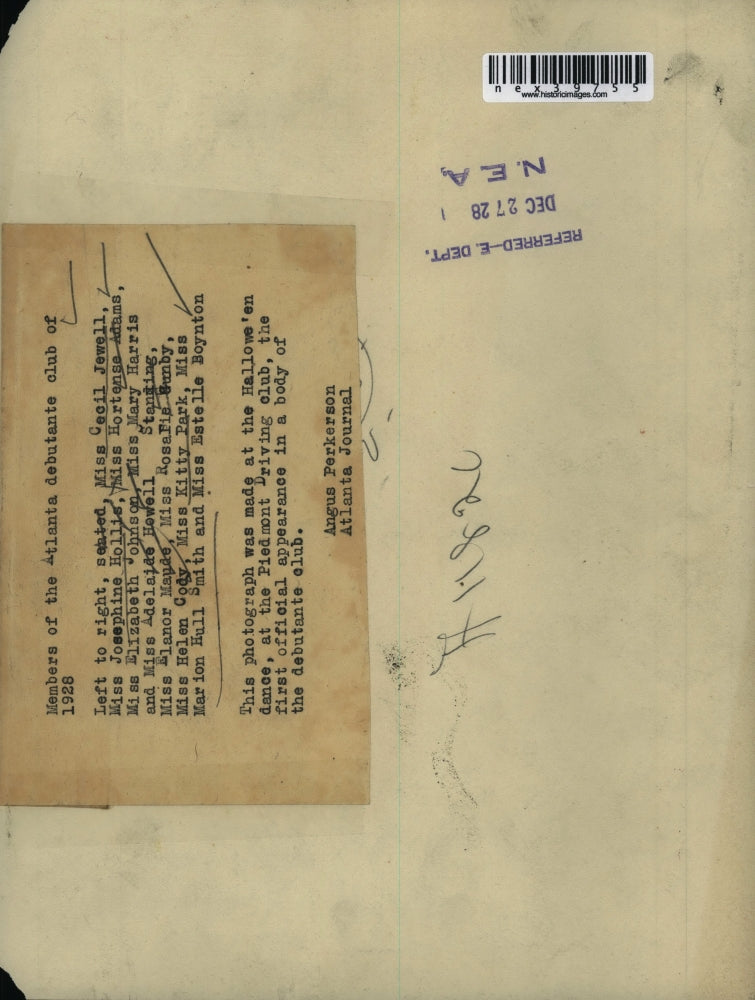 Members of the Atlanta debutante club of
1928
Left to right, seated, Miss Cecil Jewell,
Miss Josephine Hollis, Miss Hortense Adams,
Miss Elizabeth Johnson, Miss Mary Harris
and Miss Adelaide Howell Standing,
Miss Elanor Maude, Miss Rosalie Bunby,
Miss Helen Cody, Miss Kitty Park, Miss
Marion Hull Smith and Miss Estelle Boynton
This photograph was made at the Hallowe'en
dance, at the Piedmont Driving club, the
first official appearance in a body of
the debutante club.
Angus Perkerson
Atlanta Journal
nex39755
www.historicimages.com
REFERRED-E. DEPT.
DEC 27 28
N. E. A.